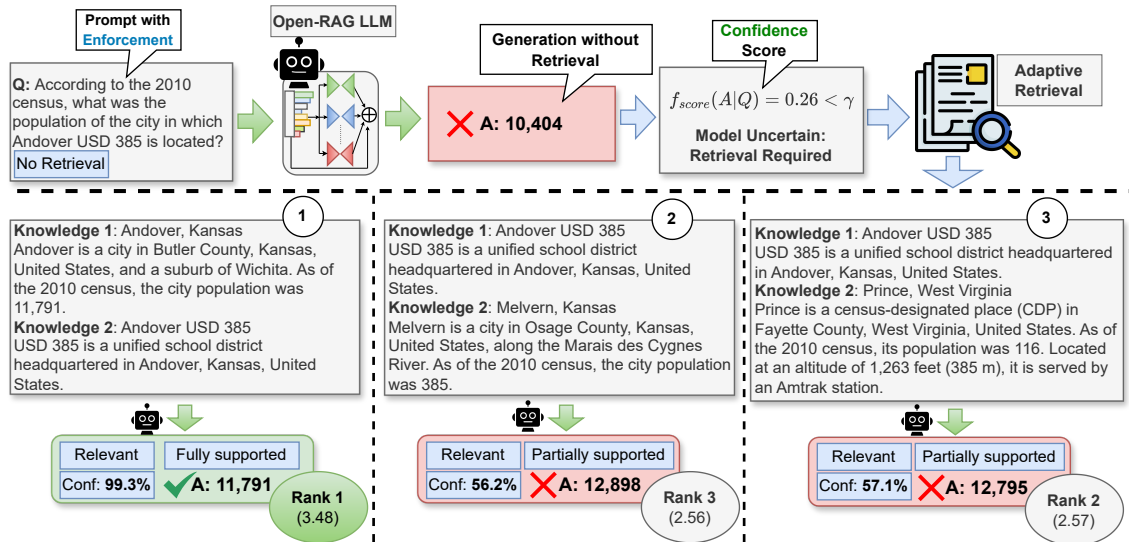 Prompt with
Enforcement
Q: According to the 2010
census, what was the
population of the city in which
Andover USD 385 is located?
No Retrieval
Open-RAG LLM
Generation without
Retrieval
A: 10,404
Confidence
Score
f_score(A|Q) = 0.26 < γ
Model Uncertain:
Retrieval Required
Adaptive
Retrieval
1
Knowledge 1: Andover, Kansas
Andover is a city in Butler County, Kansas,
United States, and a suburb of Wichita. As of
the 2010 census, the city population was
11,791.
Knowledge 2: Andover USD 385
USD 385 is a unified school district
headquartered in Andover, Kansas, United
States.
Relevant
Fully supported
Conf: 99.3%
A: 11,791
Rank 1
(3.48)
2
Knowledge 1: Andover USD 385
USD 385 is a unified school district
headquartered in Andover, Kansas, United
States.
Knowledge 2: Melvern, Kansas
Melvern is a city in Osage County, Kansas,
United States, along the Marais des Cygnes
River. As of the 2010 census, the city population
was 385.
Relevant
Partially supported
Conf: 56.2%
A: 12,898
Rank 3
(2.56)
3
Knowledge 1: Andover USD 385
USD 385 is a unified school district headquartered
in Andover, Kansas, United States.
Knowledge 2: Prince, West Virginia
Prince is a census-designated place (CDP) in
Fayette County, West Virginia, United States. As of
the 2010 census, its population was 116. Located
at an altitude of 1,263 feet (385 m), it is served by
an Amtrak station.
Relevant
Partially supported
Conf: 57.1%
A: 12,795
Rank 2
(2.57)